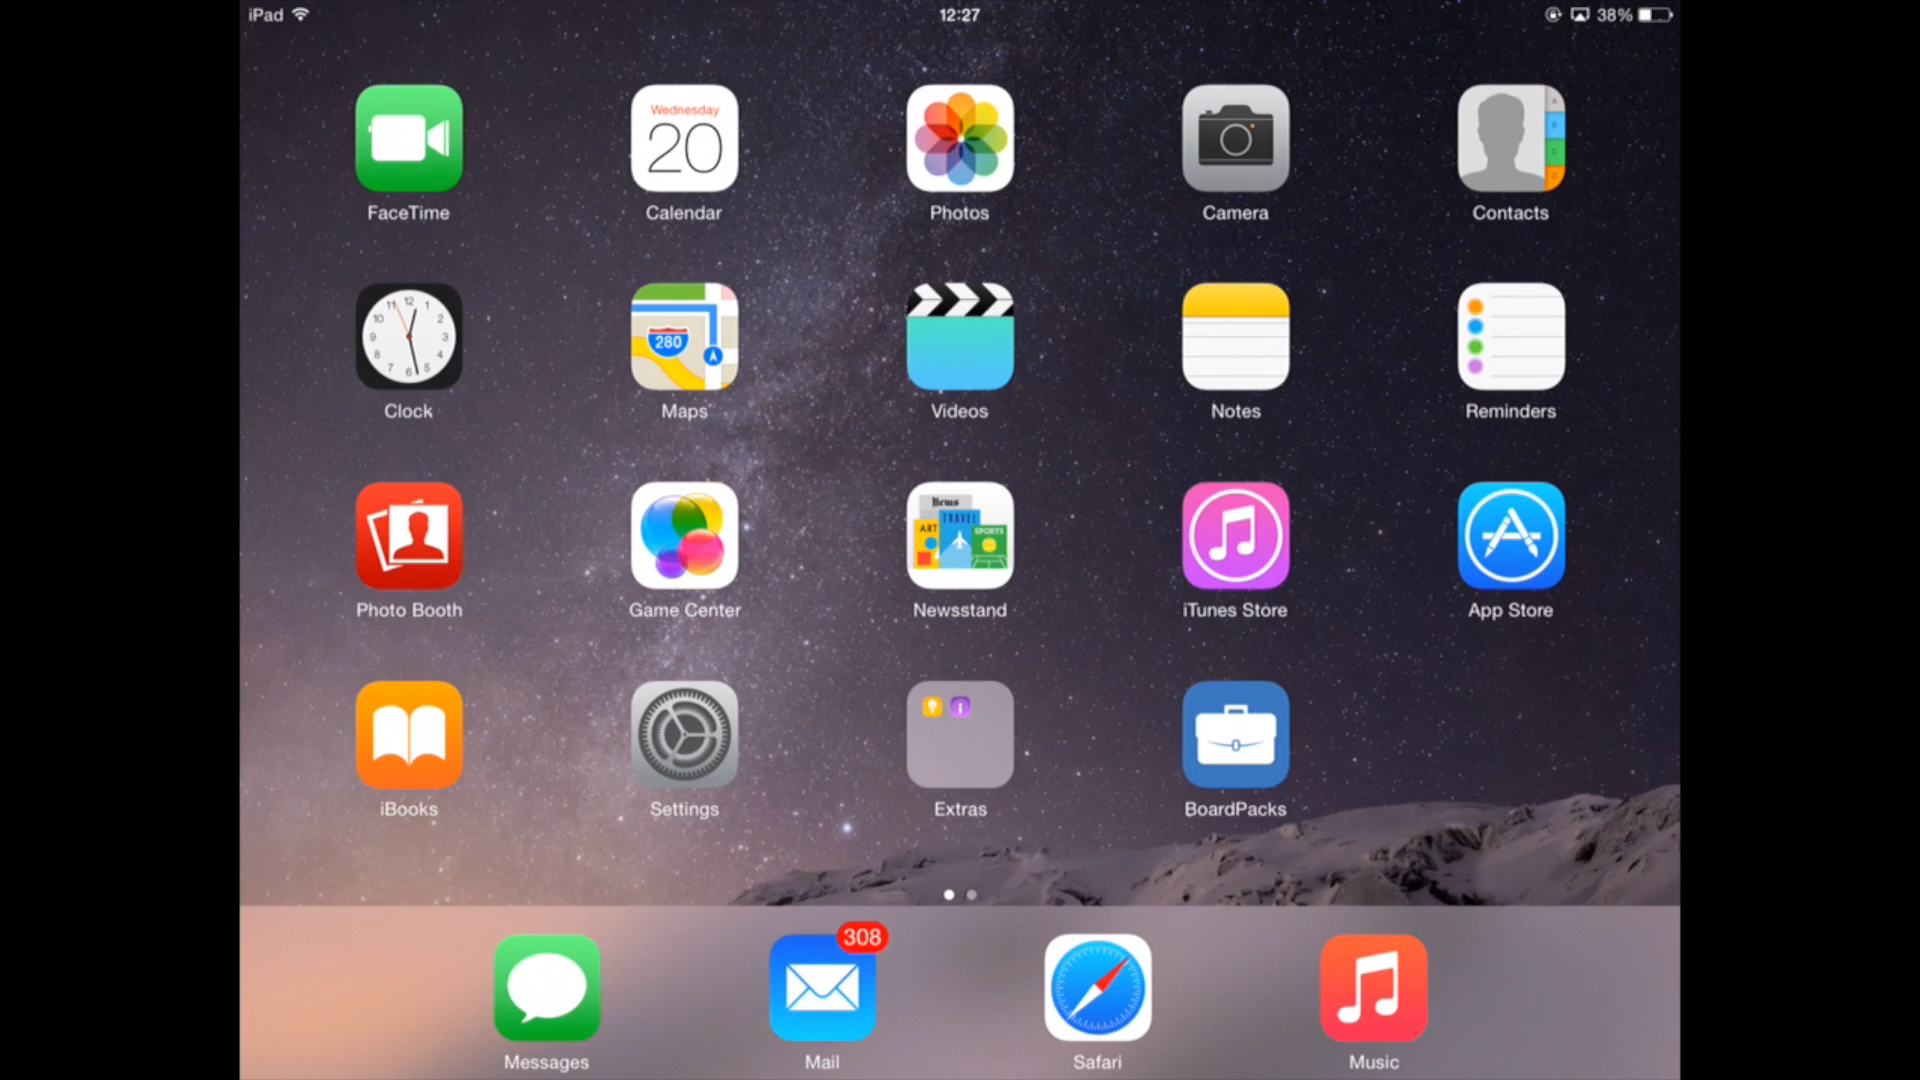 iPad 12:27 38%
Wednesday
20
FaceTime Calendar Photos Camera Contacts
280
Clock Maps Videos Notes Reminders
News
TRAVEL
ART SPORTS
Photo Booth Game Center Newsstand iTunes Store App Store
iBooks Settings Extras BoardPacks
308
Messages Mail Safari Music